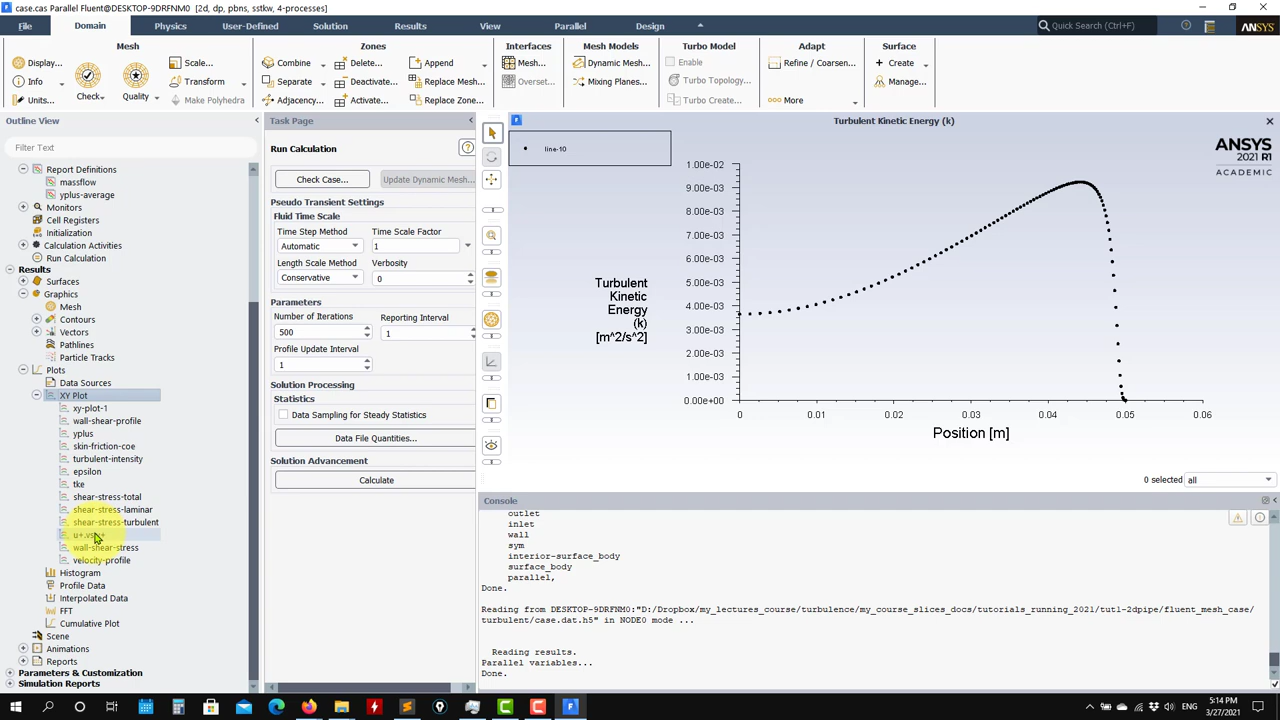 case.cas Parallel Fluent@DESKTOP-9DRFNM0 [2d, dp, pbns, sstkw, 4-processes]
File Domain Physics User-Defined Solution Results View Parallel Design Quick Search (Ctrl+F) ANSYS
Mesh Zones Interfaces Mesh Models Turbo Model Adapt Surface
Display... Scale... Combine Delete... Append Mesh... Dynamic Mesh... Enable Refine / Coarsen... Create
Info Transform Separate Deactivate... Replace Mesh... Overset... Mixing Planes... Turbo Topology... Manage...
Units... Check Quality Make Polyhedra Adjacency... Activate... Replace Zone... Turbo Create... More
Outline View
Filter Text
Report Definitions
massflow
yplus-average
Monitors
Cell Registers
Initialization
Calculation Activities
Run Calculation
Results
Surfaces
Graphics
Mesh
Contours
Vectors
Pathlines
Particle Tracks
Plots
Data Sources
XY Plot
xy-plot-1
wall-shear-profile
yplus
skin-friction-coe
turbulent-intensity
epsilon
tke
shear-stress-total
shear-stress-laminar
shear-stress-turbulent
wall-shear-stress
velocity-profile
Histogram
Profile Data
Interpolated Data
FFT
Cumulative Plot
Scene
Animations
Reports
Parameters & Customization
Simulation Reports
Task Page
Run Calculation
Check Case... Update Dynamic Mesh...
Pseudo Transient Settings
Fluid Time Scale
Time Step Method Time Scale Factor
Automatic 1
Length Scale Method Verbosity
Conservative 0
Parameters
Number of Iterations Reporting Interval
500 1
Profile Update Interval
1
Solution Processing
Statistics
Data Sampling for Steady Statistics
Data File Quantities...
Solution Advancement
Calculate
Turbulent Kinetic Energy (k)
line-10
ANSYS
2021 R1
ACADEMIC
1.00e-02
9.00e-03
8.00e-03
7.00e-03
6.00e-03
5.00e-03
4.00e-03
3.00e-03
2.00e-03
1.00e-03
0.00e+00
Turbulent
Kinetic
Energy
(k)
[m^2/s^2]
0 0.01 0.02 0.03 0.04 0.05 0.06
Position [m]
0 selected all
Console
outlet
inlet
wall
sym
interior-surface_body
surface_body
parallel,
Done.
Reading from DESKTOP-9DRFNM0:"D:/Dropbox/my_lectures_course/turbulence/my_course_slices_docs/tutorials_running_2021/tut1-2dpipe/fluent_mesh_case/
turbulent/case.dat.h5" in NODE0 mode ...
Reading results.
Parallel variables...
Done.
5:14 PM
3/27/2021